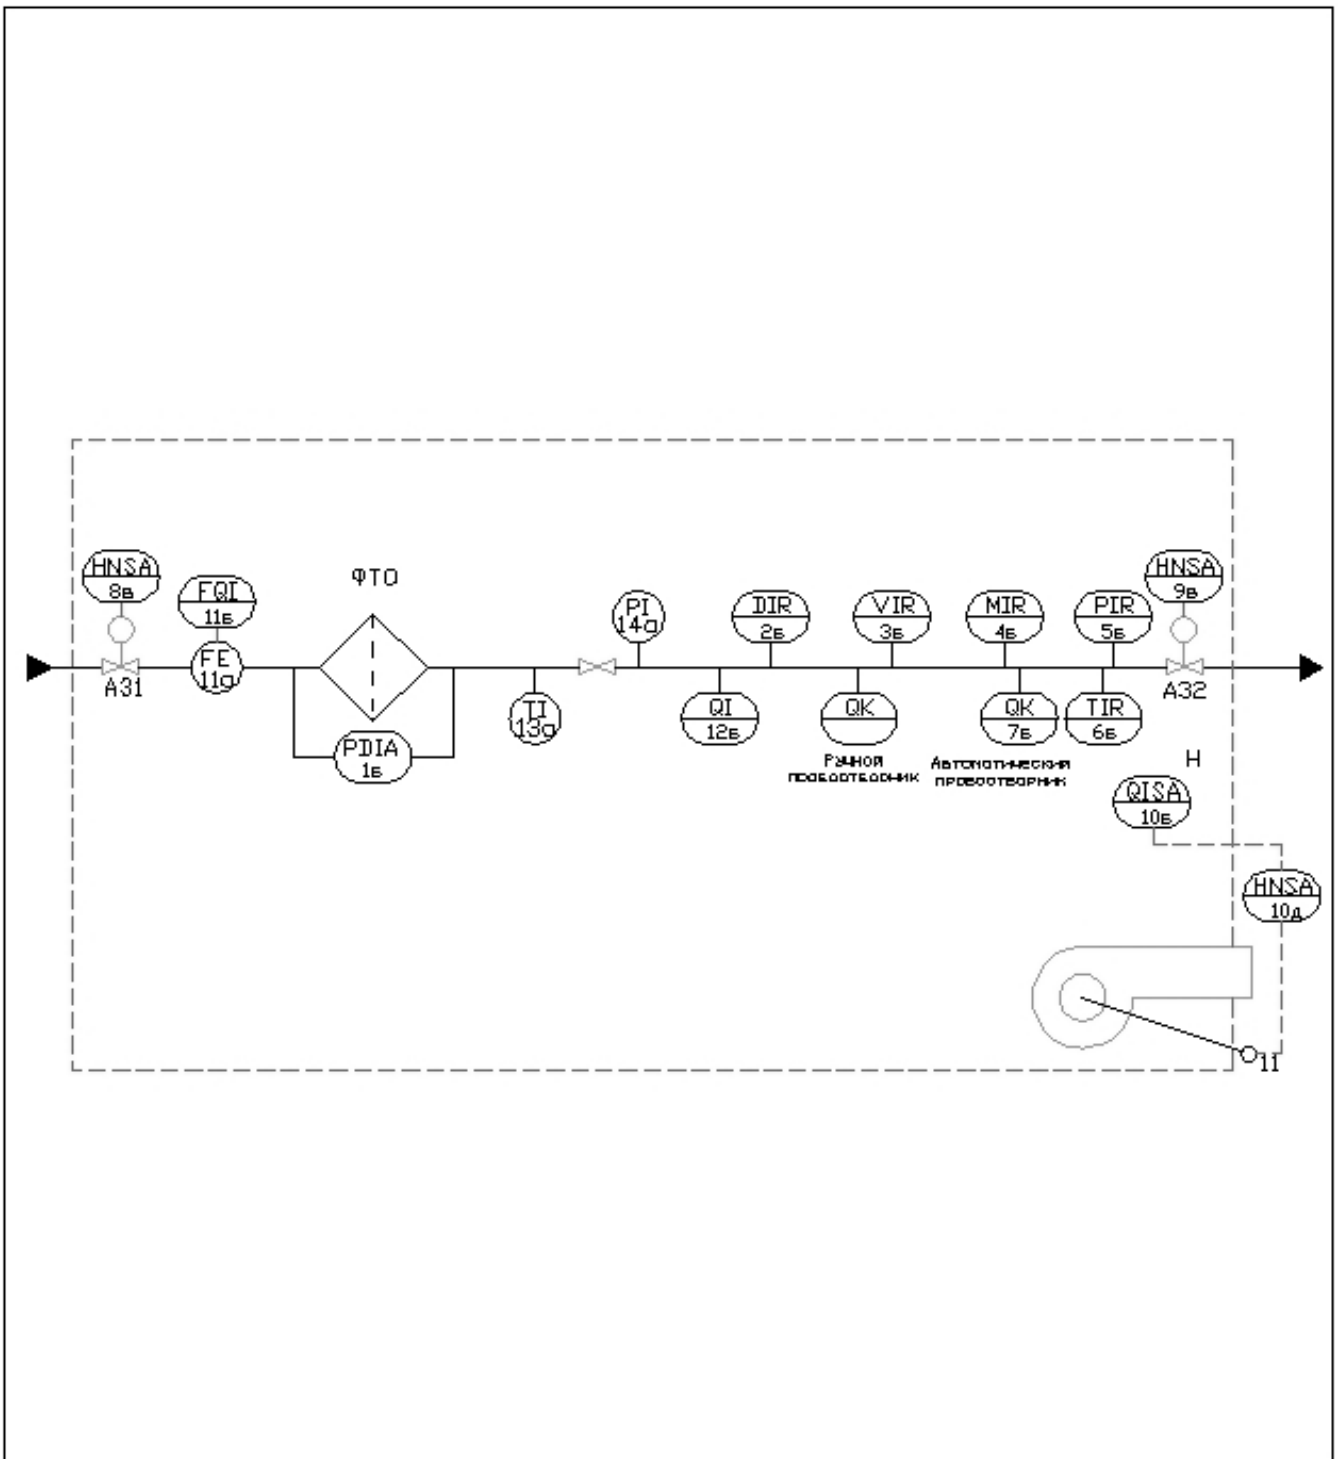 HNSA
8в
FQI
11б
ФТО
PI
14а
DIR
2б
VIR
3б
MIR
4б
PIR
5б
HNSA
9в
FE
11а
А31
А32
TI
13а
QI
12б
QK
QK
7б
TIR
6б
PDIA
1б
Ручной
пробоотборник
Автоматический
пробоотборник
Н
QISA
10б
HNSA
10д
11